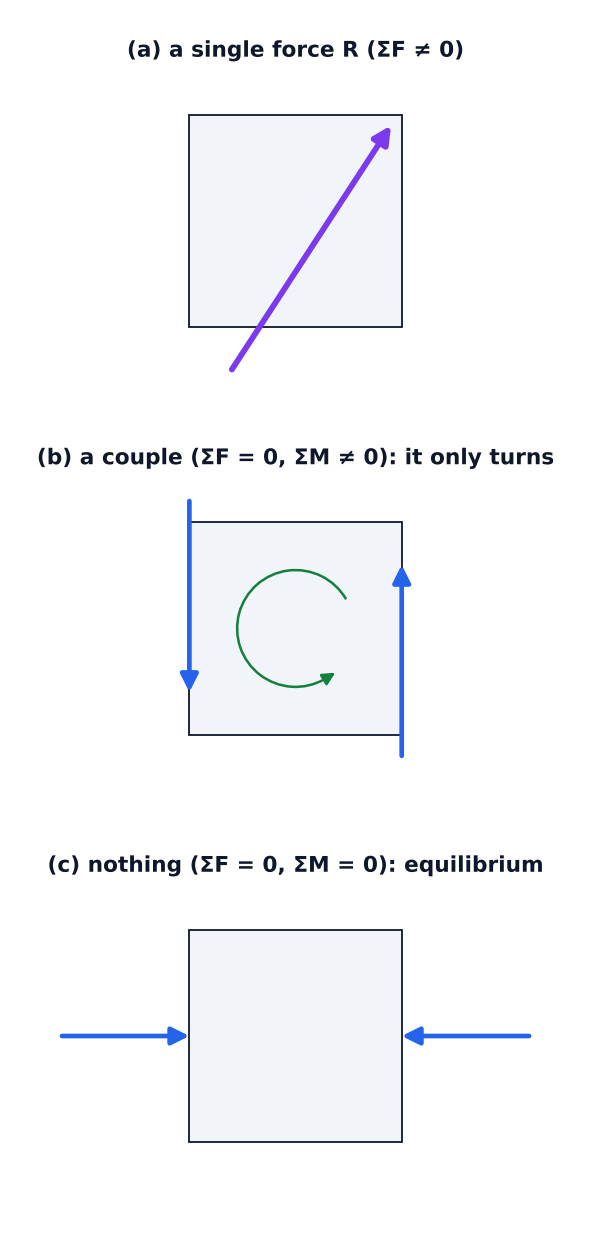 (a) a single force R (ΣF ≠ 0)
(b) a couple (ΣF = 0, ΣM ≠ 0): it only turns
(c) nothing (ΣF = 0, ΣM = 0): equilibrium